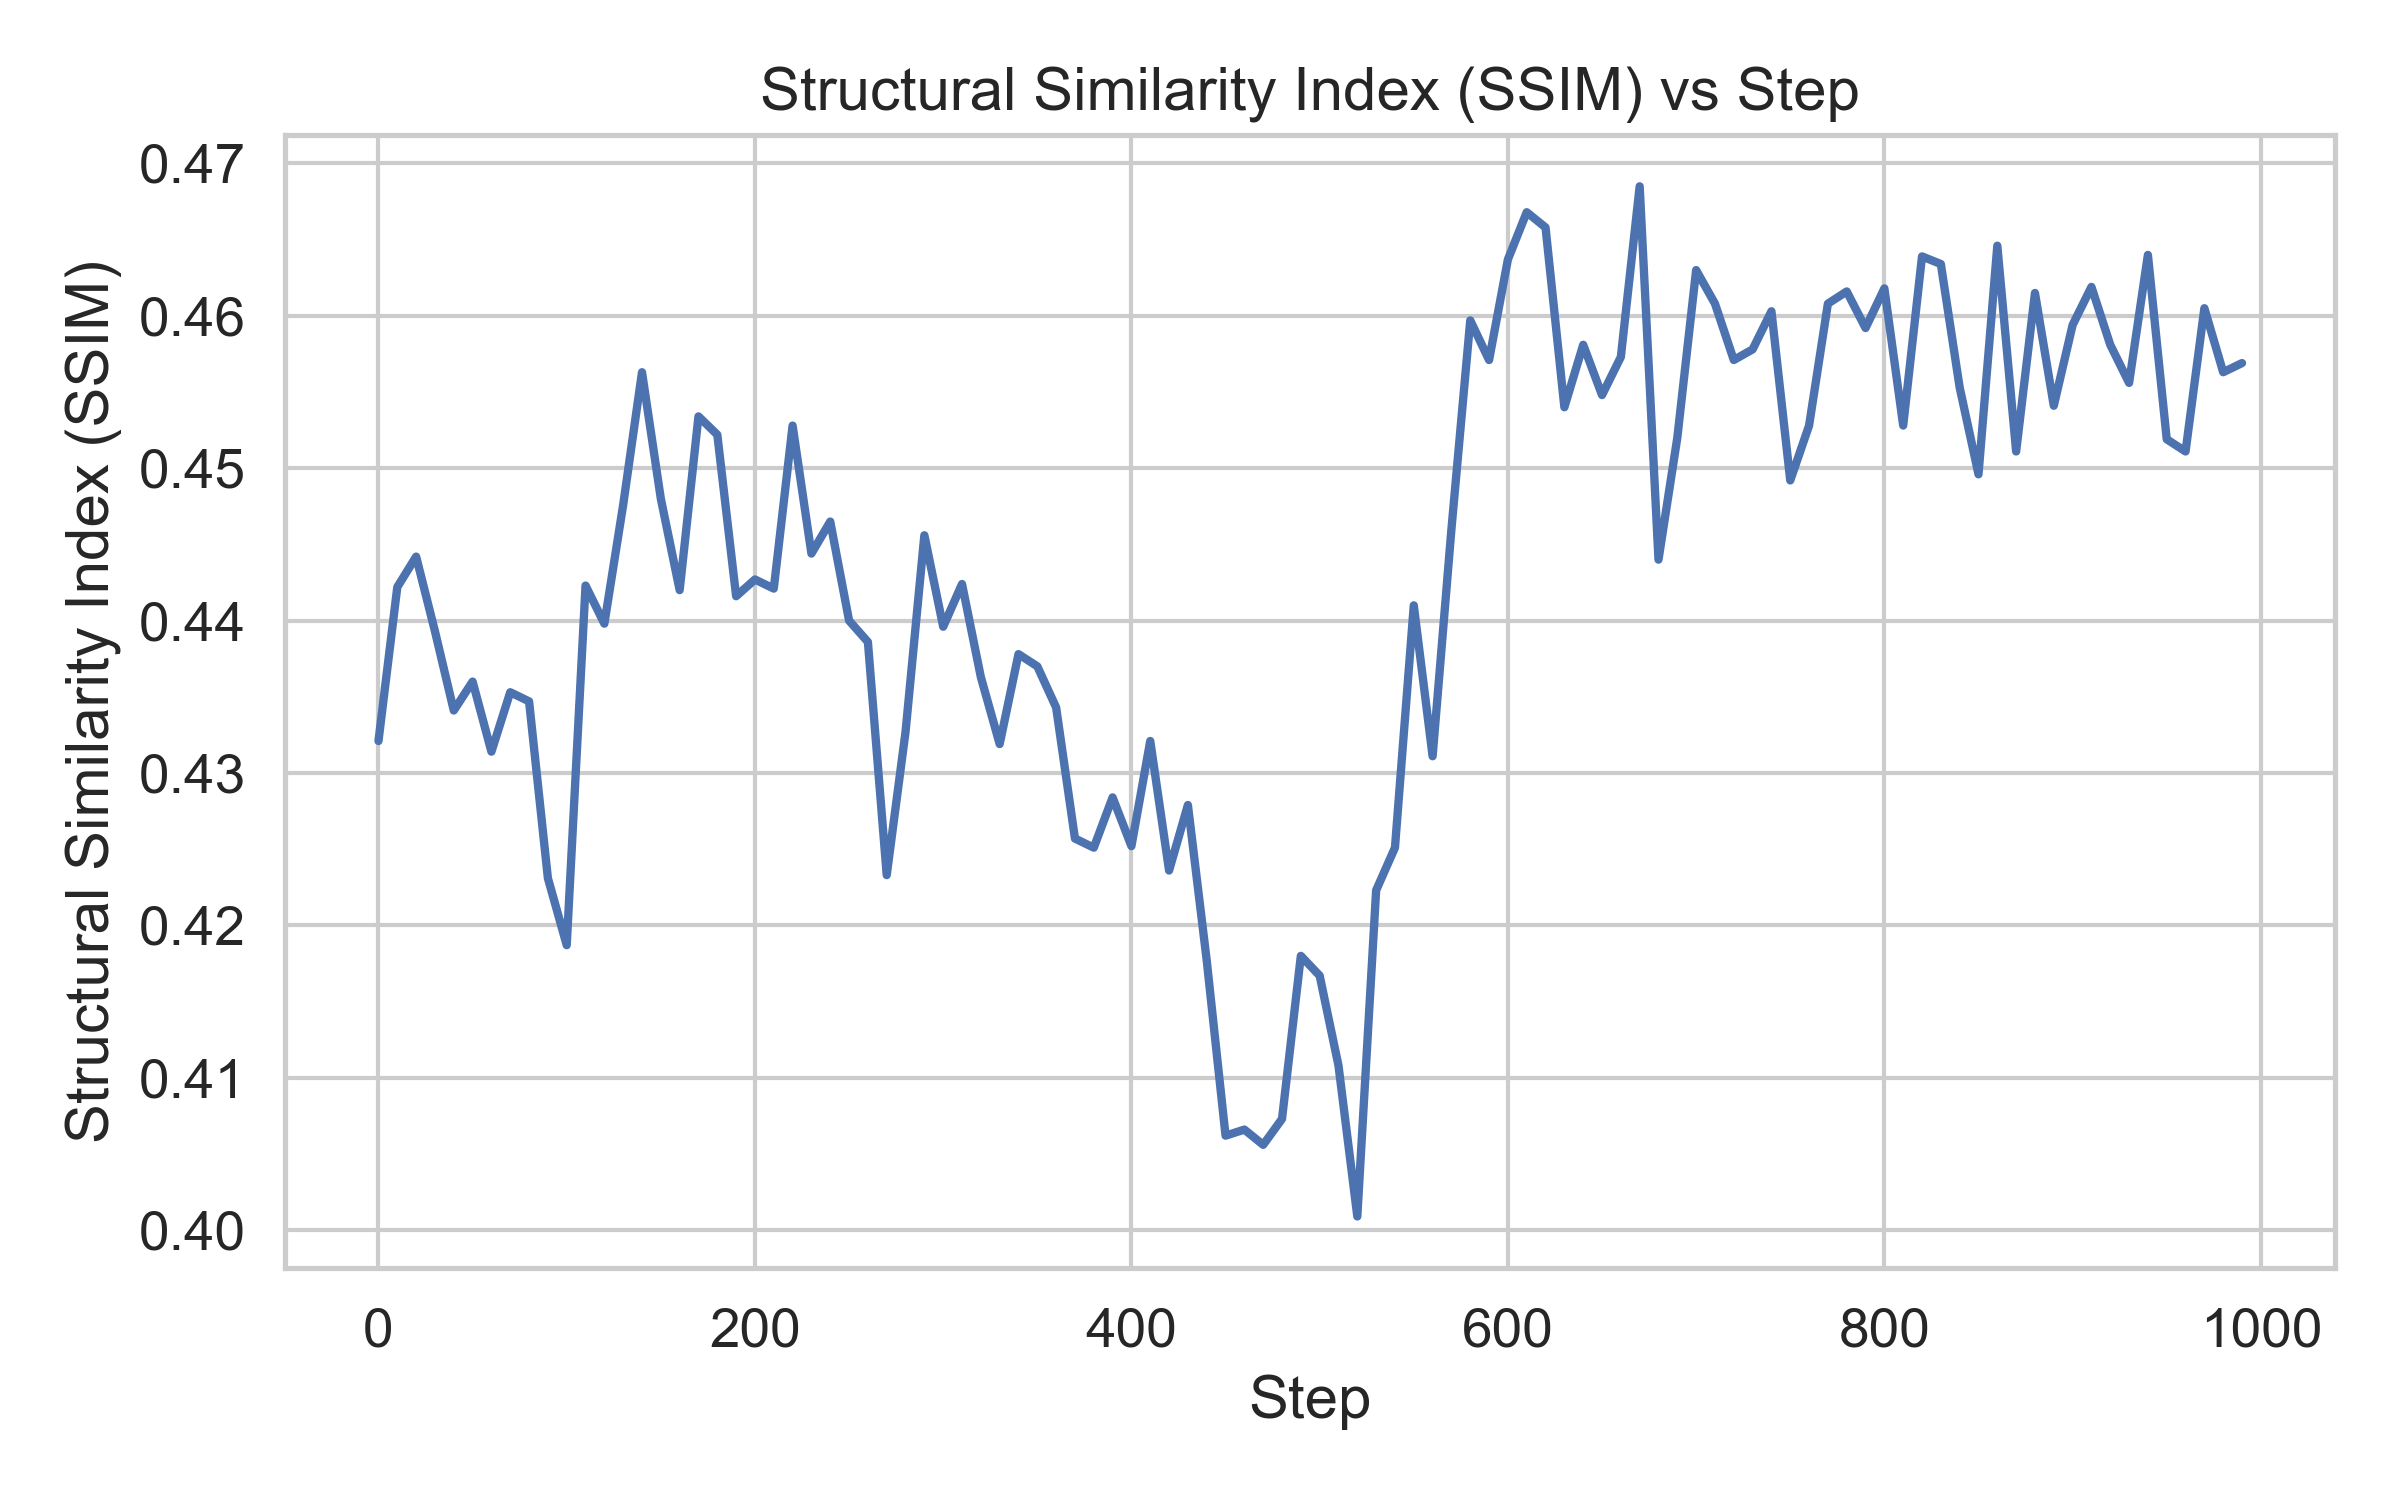 Structural Similarity Index (SSIM) vs Step
Structural Similarity Index (SSIM)
0.47
0.46
0.45
0.44
0.43
0.42
0.41
0.40
0 200 400 600 800 1000
Step